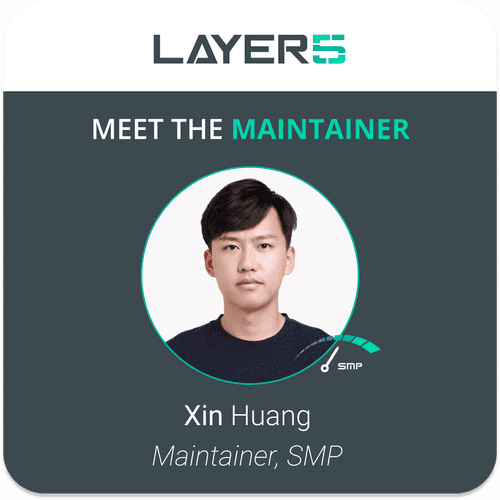 LAYER5
MEET THE MAINTAINER
SMP
Xin Huang
Maintainer, SMP